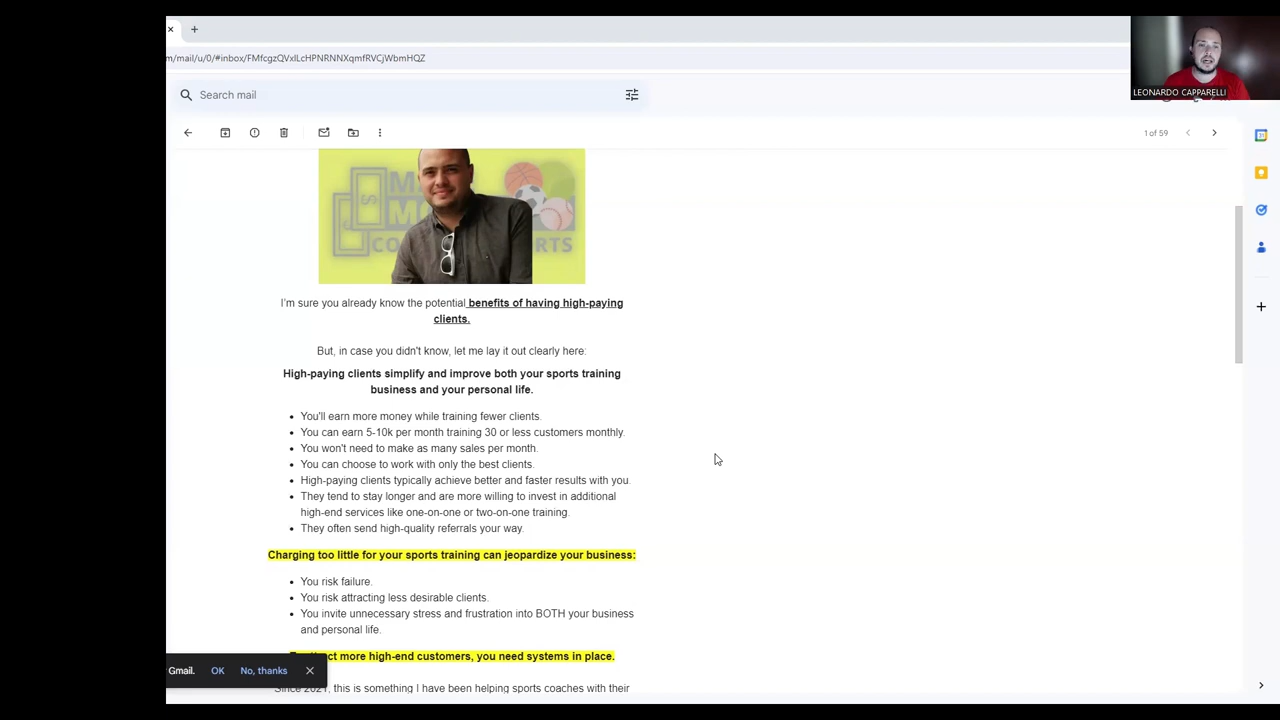 m/mail/u/0/#inbox/FMfcgzQVxlLcHPNRNNXqmfRVCjWbmHQZ
LEONARDO CAPPARELLI
Search mail
1 of 59
I'm sure you already know the potential benefits of having high-paying
clients.
But, in case you didn't know, let me lay it out clearly here:
High-paying clients simplify and improve both your sports training
business and your personal life.
• You'll earn more money while training fewer clients.
• You can earn 5-10k per month training 30 or less customers monthly.
• You won't need to make as many sales per month.
• You can choose to work with only the best clients.
• High-paying clients typically achieve better and faster results with you.
• They tend to stay longer and are more willing to invest in additional
high-end services like one-on-one or two-on-one training.
• They often send high-quality referrals your way.
Charging too little for your sports training can jeopardize your business:
• You risk failure.
• You risk attracting less desirable clients.
• You invite unnecessary stress and frustration into BOTH your business
and personal life.
more high-end customers, you need systems in place.
Gmail. OK No, thanks
Since 2021, this is something I have been helping sports coaches with their